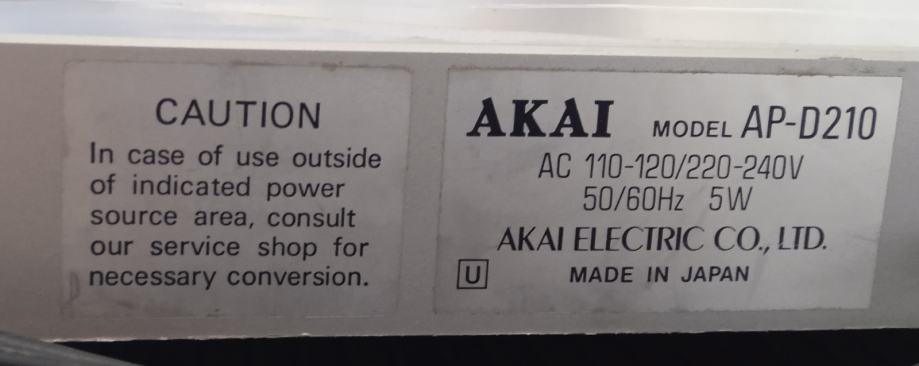 CAUTION
In case of use outside
of indicated power
source area, consult
our service shop for
necessary conversion.
AKAI MODEL AP-D210
AC 110-120/220-240V
50/60Hz 5W
AKAI ELECTRIC CO., LTD.
U MADE IN JAPAN